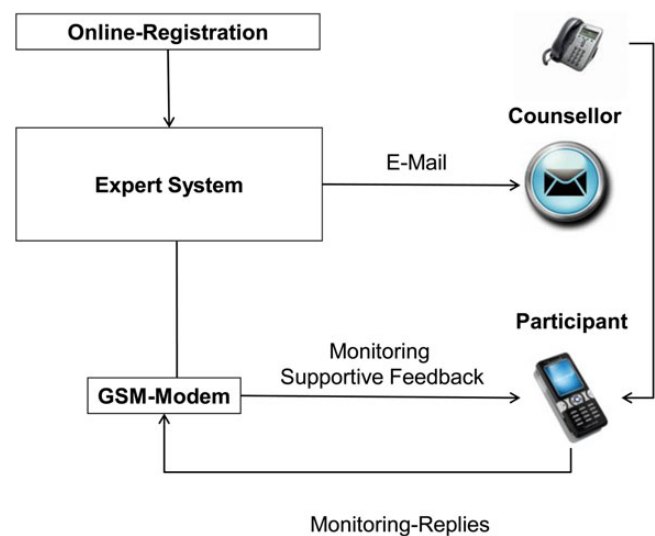 Online-Registration
Counsellor
E-Mail
Expert System
Participant
Monitoring
Supportive Feedback
GSM-Modem
Monitoring-Replies